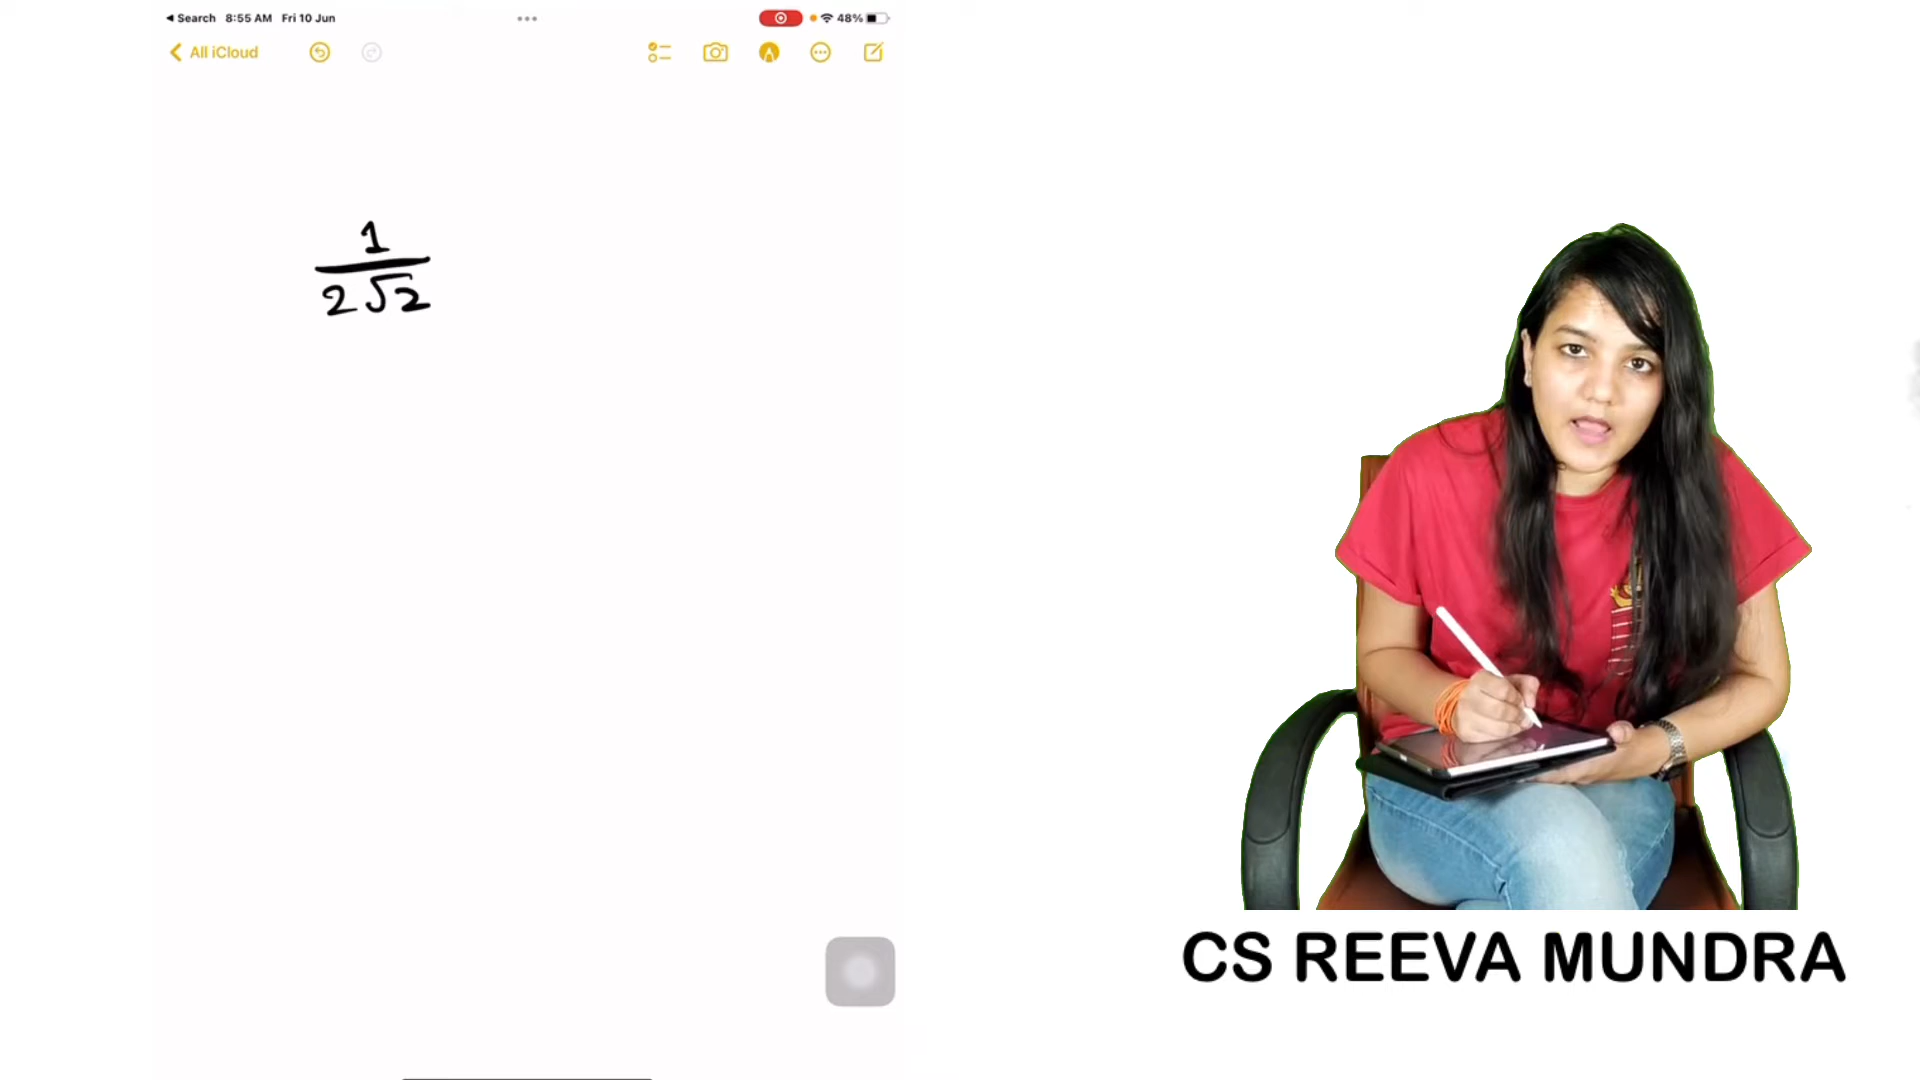 Search 8:55 AM Fri 10 Jun
48%
All iCloud
1
2√2
CS REEVA MUNDRA